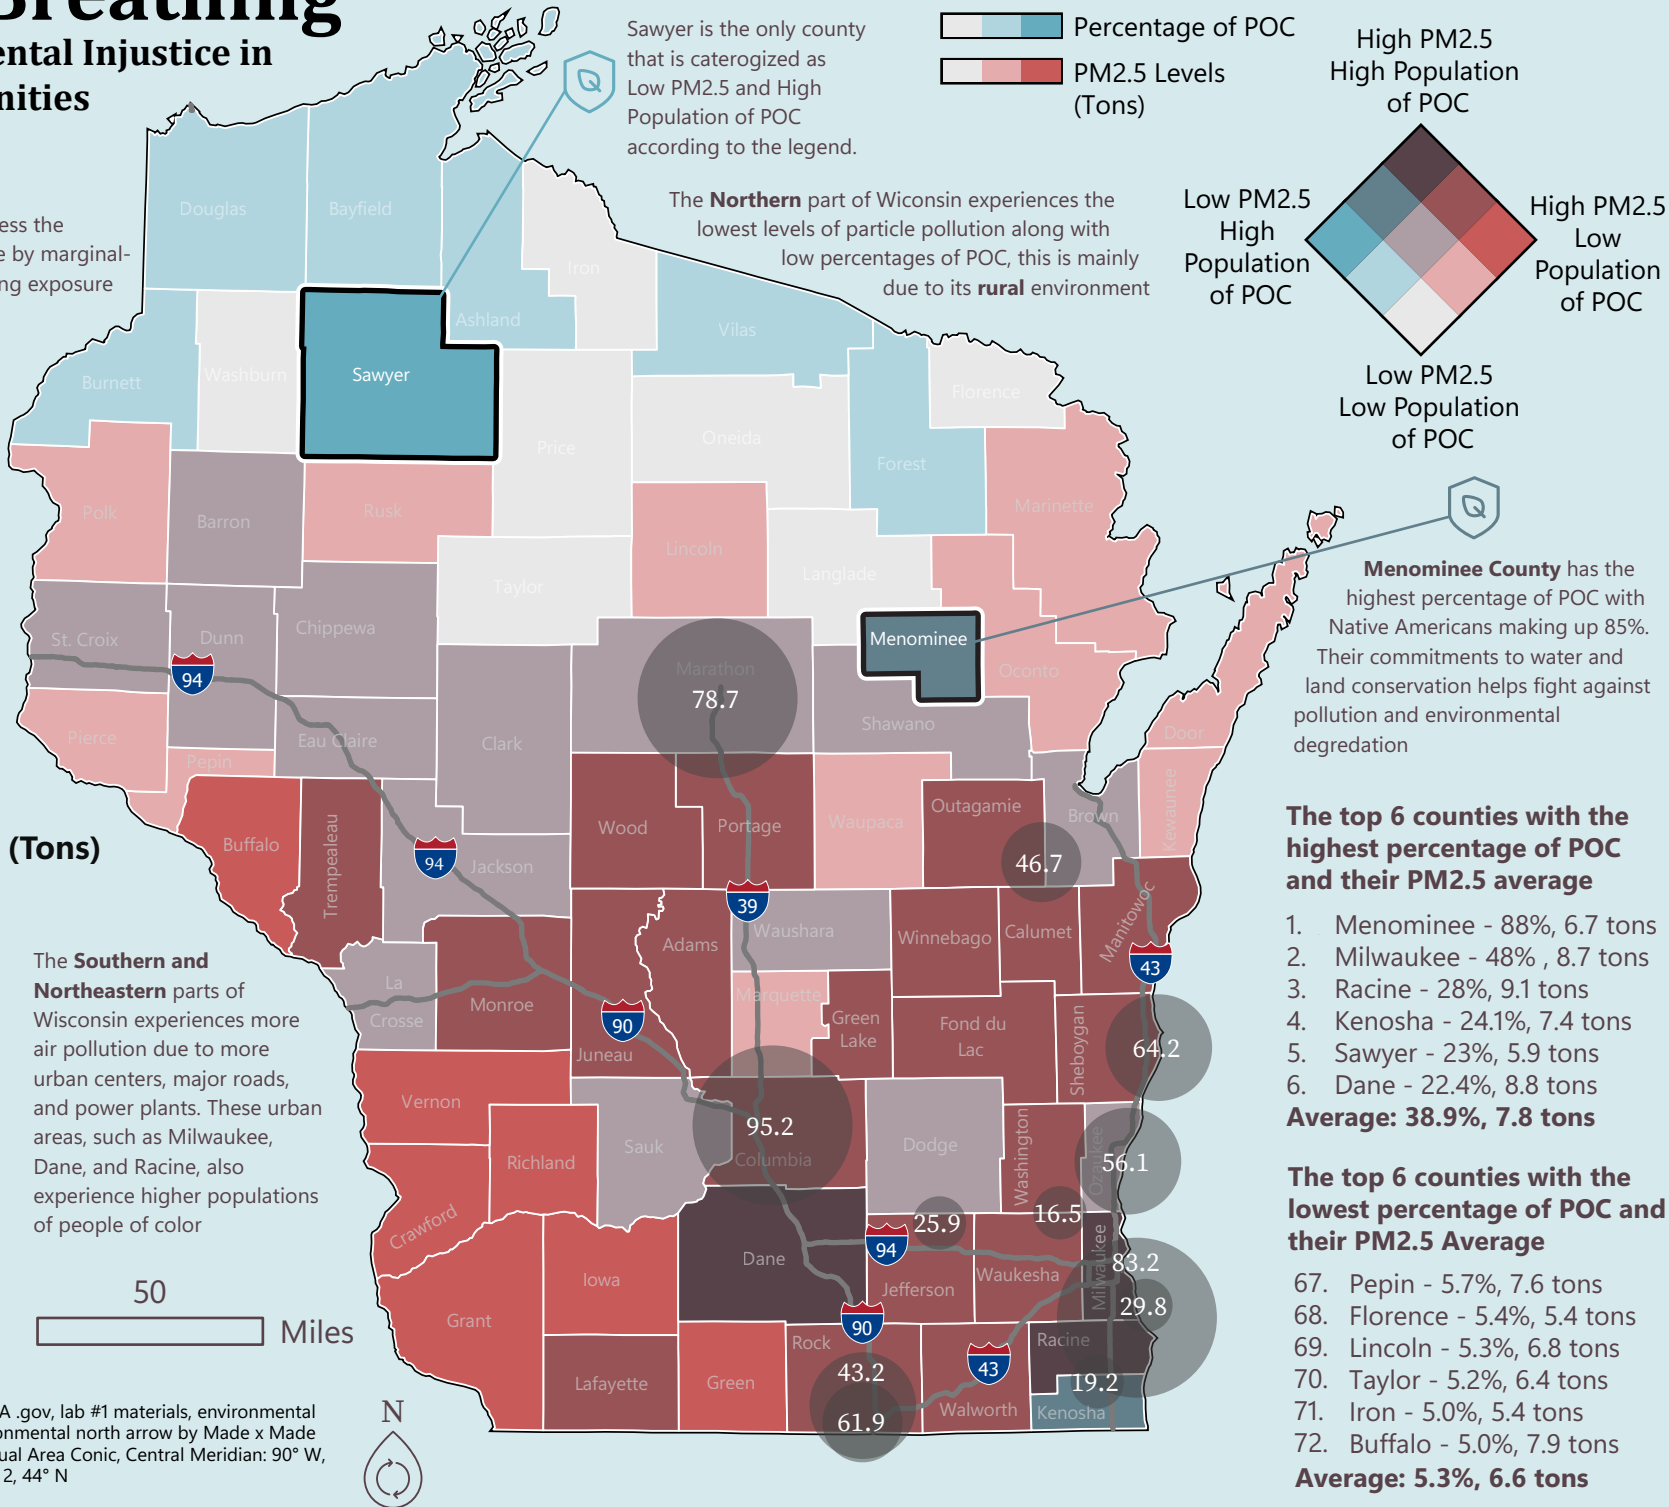 Breathing
ental Injustice in
nities
ess the
e by marginal-
ng exposure
Sawyer is the only county
that is caterogized as
Low PM2.5 and High
Population of POC
according to the legend.
Percentage of POC
PM2.5 Levels
(Tons)
High PM2.5
High Population
of POC
Low PM2.5
High
Population
of POC
High PM2.5
Low
Population
of POC
Low PM2.5
Low Population
of POC
The Northern part of Wiconsin experiences the
lowest levels of particle pollution along with
low percentages of POC, this is mainly
due to its rural environment
Douglas
Bayfield
Iron
Ashland
Vilas
Burnett
Washburn
Sawyer
Florence
Price
Oneida
Forest
Polk
Barron
Rusk
Marinette
Lincoln
Taylor
Langlade
St. Croix
Dunn
Chippewa
Menominee
94
Marathon
78.7
Oconto
Pierce
Eau Claire
Clark
Shawano
Door
Pepin
Menominee County has the
highest percentage of POC with
Native Americans making up 85%.
Their commitments to water and
land conservation helps fight against
pollution and environmental
degredation
(Tons)
Buffalo
Trempealeau
94
Jackson
Wood
Portage
Waupaca
Outagamie
46.7
Brown
Kewaunee
39
Adams
Waushara
Winnebago
Calumet
Manitowoc
43
La
Crosse
Monroe
90
Juneau
Marquette
Green
Lake
Fond du
Lac
Sheboygan
64.2
The Southern and
Northeastern parts of
Wisconsin experiences more
air pollution due to more
urban centers, major roads,
and power plants. These urban
areas, such as Milwaukee,
Dane, and Racine, also
experience higher populations
of people of color
Vernon
Richland
Sauk
95.2
Columbia
Dodge
Washington
Ozaukee
56.1
Crawford
25.9
16.5
Dane
94
Jefferson
Waukesha
Milwaukee
83.2
29.8
Iowa
Grant
90
Rock
43
Racine
Lafayette
Green
43.2
61.9
Walworth
19.2
Kenosha
The top 6 counties with the
highest percentage of POC
and their PM2.5 average
1. Menominee - 88%, 6.7 tons
2. Milwaukee - 48% , 8.7 tons
3. Racine - 28%, 9.1 tons
4. Kenosha - 24.1%, 7.4 tons
5. Sawyer - 23%, 5.9 tons
6. Dane - 22.4%, 8.8 tons
Average: 38.9%, 7.8 tons
The top 6 counties with the
lowest percentage of POC and
their PM2.5 Average
67. Pepin - 5.7%, 7.6 tons
68. Florence - 5.4%, 5.4 tons
69. Lincoln - 5.3%, 6.8 tons
70. Taylor - 5.2%, 6.4 tons
71. Iron - 5.0%, 5.4 tons
72. Buffalo - 5.0%, 7.9 tons
Average: 5.3%, 6.6 tons
50
Miles
A .gov, lab #1 materials, environmental
onmental north arrow by Made x Made
ual Area Conic, Central Meridian: 90° W,
2, 44° N
N